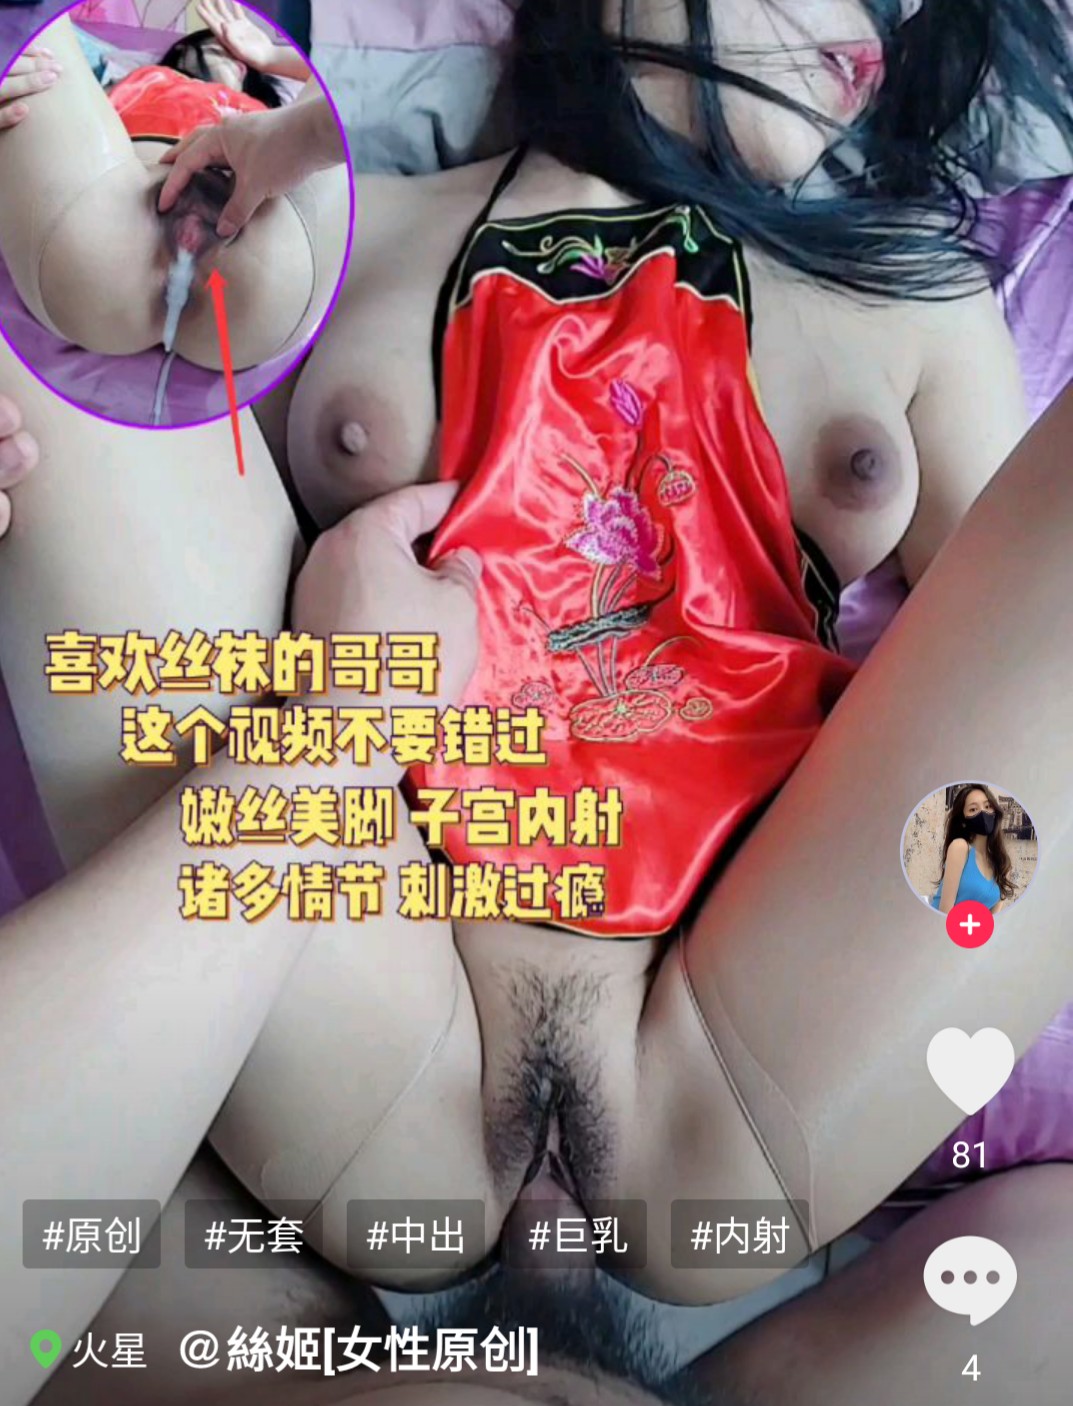 喜欢丝袜的哥哥
这个视频不要错过
嫩丝美脚 子宫内射
诸多情节 刺激过瘾
81
#原创 #无套 #中出 #巨乳 #内射
火星 @絲姬[女性原创]
4